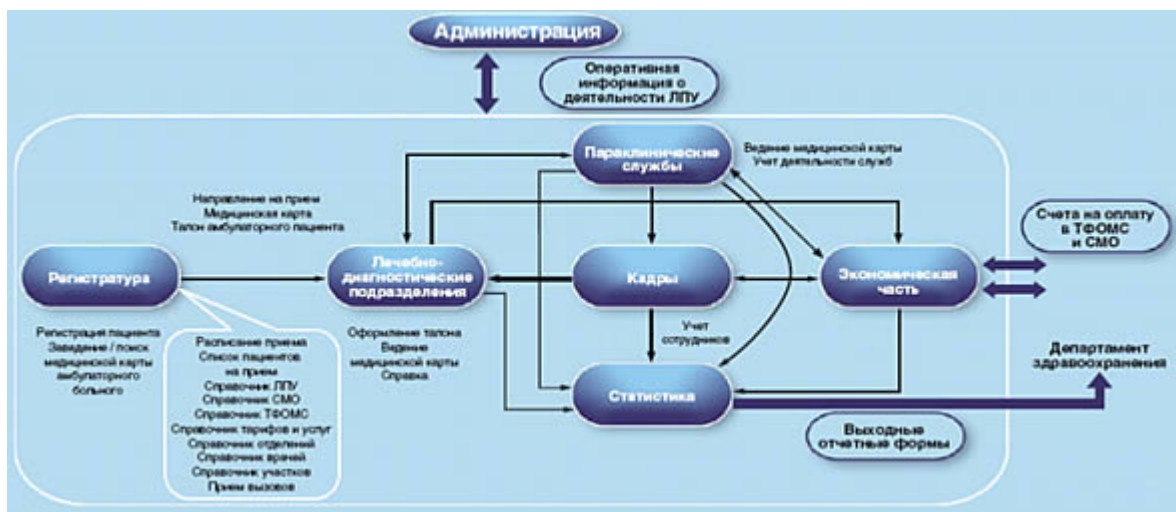 Администрация
Оперативная
информация о
деятельности ЛПУ
Параклинические
службы
Ведение медицинской карты
Учет деятельности служб
Направление на прием
Медицинская карта
Талон амбулаторного пациента
Счета на оплату
в ТФОМС
и СМО
Регистратура
Лечебно-
диагностические
подразделения
Кадры
Экономическая
часть
Регистрация пациента
Заведение / поиск
медицинской карты
амбулаторного
больного
Расписание приема
Список пациентов
на прием
Справочник ЛПУ
Справочник СМО
Справочник ТФОМС
Справочник тарифов и услуг
Справочник отделений
Справочник врачей
Справочник участков
Прием вызовов
Оформление талона
Ведение
медицинской карты
Справка
Учет
сотрудников
Департамент
здравоохранения
Статистика
Выходные
отчетные формы